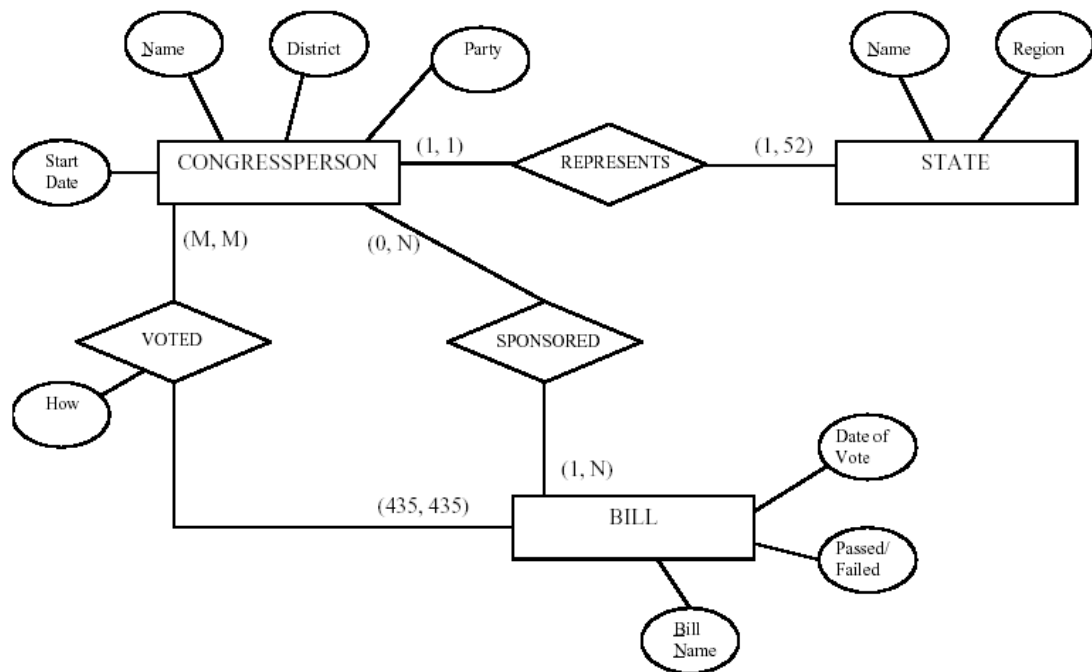 Name
District
Party
Name
Region
Start
Date
CONGRESSPERSON
(1, 1)
REPRESENTS
(1, 52)
STATE
(M, M)
(0, N)
VOTED
SPONSORED
How
Date of
Vote
(1, N)
(435, 435)
BILL
Passed/
Failed
Bill
Name